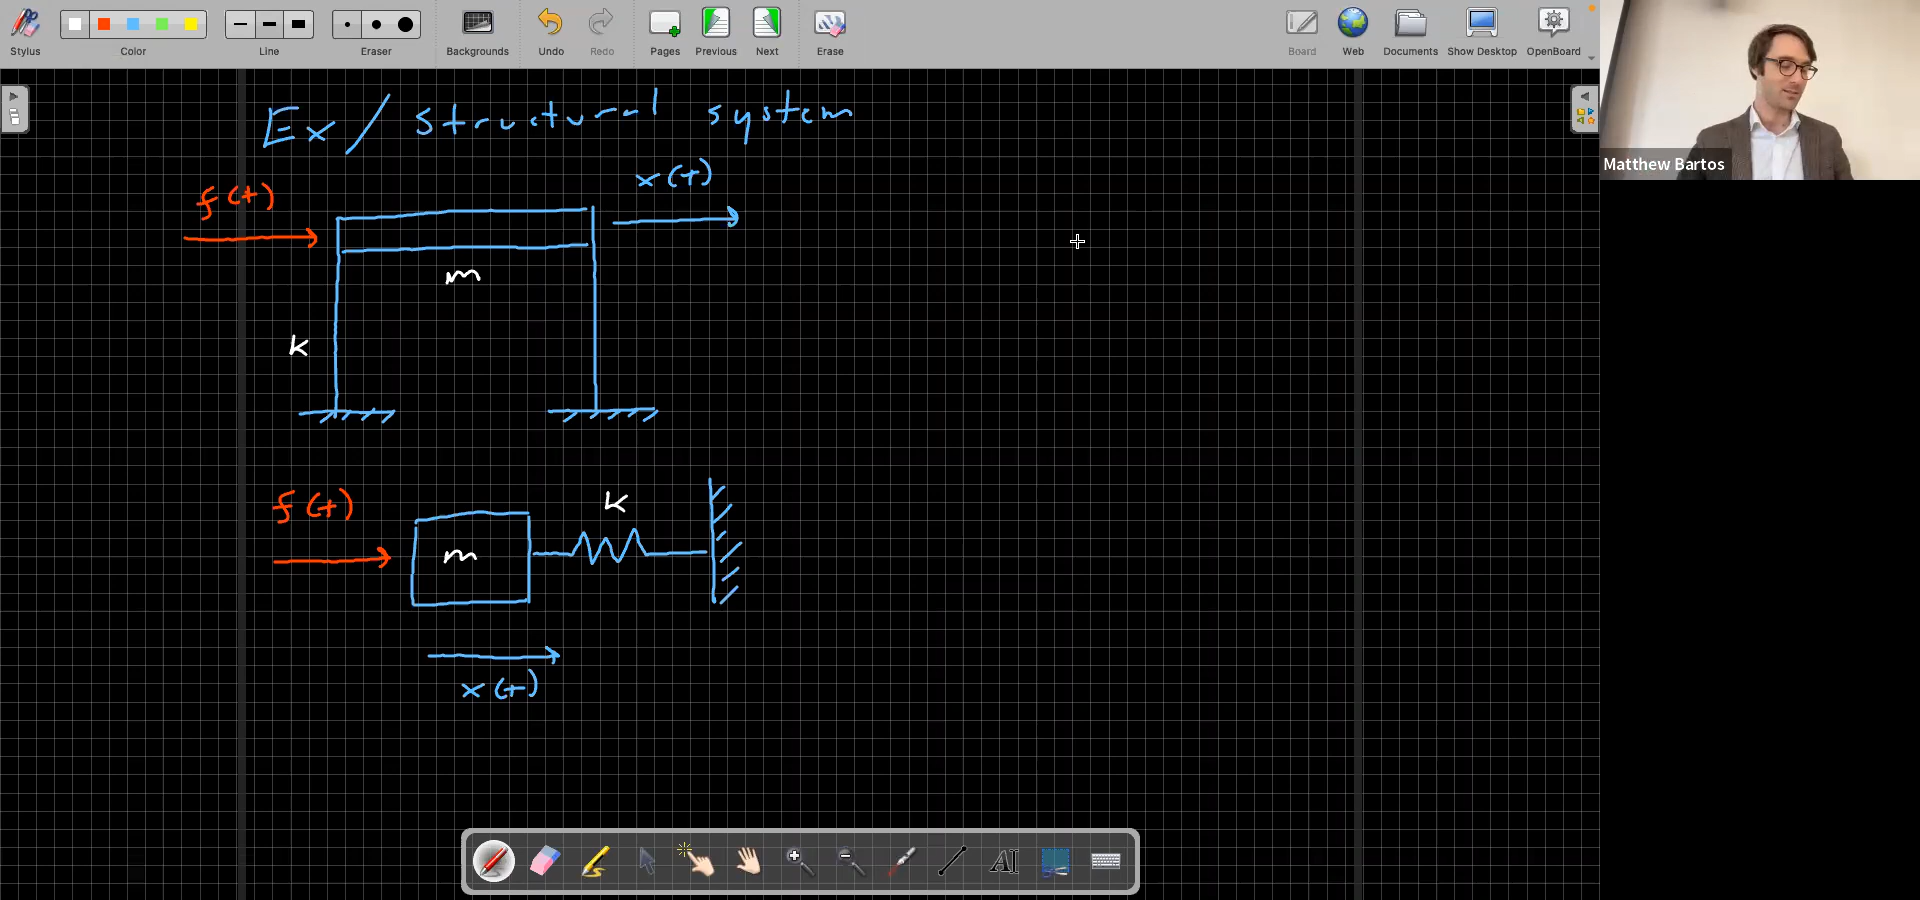 Stylus
Color
Line
Eraser
Backgrounds
Undo
Redo
Pages
Previous
Next
Erase
Board
Web
Documents
Show Desktop
OpenBoard
Matthew Bartos
Ex / structural system
f(t)
x(t)
m
k
f(t)
m
k
x(t)
AI